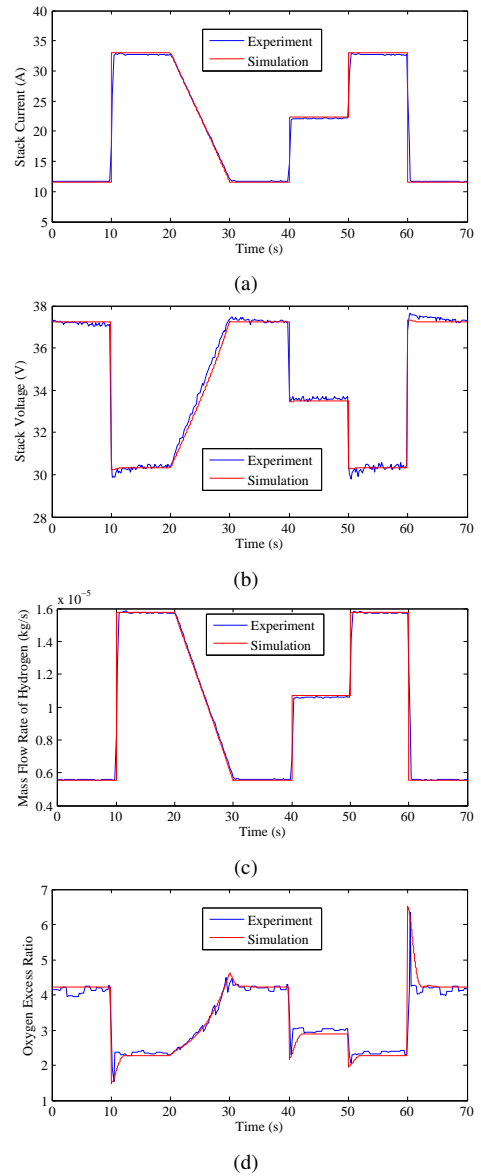 40
35
30
25
20
15
10
5
Stack Current (A)
Experiment
Simulation
0 10 20 30 40 50 60 70
Time (s)
(a)
38
36
34
32
30
28
Stack Voltage (V)
Experiment
Simulation
0 10 20 30 40 50 60 70
Time (s)
(b)
x 10−5
1.6
1.4
1.2
1
0.8
0.6
0.4
Mass Flow Rate of Hydrogen (kg/s)
Experiment
Simulation
0 10 20 30 40 50 60 70
Time (s)
(c)
7
6
5
4
3
2
1
Oxygen Excess Ratio
Experiment
Simulation
0 10 20 30 40 50 60 70
Time (s)
(d)